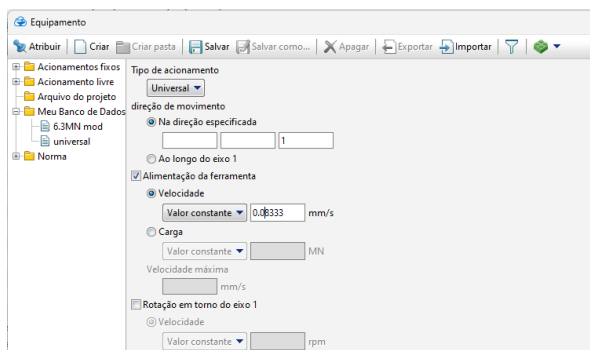 Equipamento
Atribuir Criar Criar pasta Salvar Salvar como... Apagar Exportar Importar
Acionamentos fixos
Acionamento livre
Arquivo do projeto
Meu Banco de Dados
6.3MN mod
universal
Norma
Tipo de acionamento
Universal
direção de movimento
Na direção especificada
1
Ao longo do eixo 1
Alimentação da ferramenta
Velocidade
Valor constante 0.08333 mm/s
Carga
Valor constante MN
Velocidade máxima
mm/s
Rotação em torno do eixo 1
Velocidade
Valor constante rpm